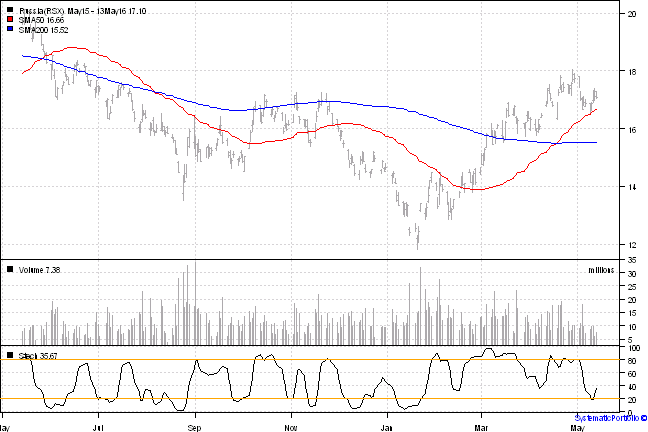 Russia(RSX) May15 - 13May16 17.10
SMA50 16.66
SMA200 15.52
20
18
16
14
12
Volume 7.38
millions
35
30
25
20
15
10
5
Stoch 35.67
100
80
60
40
20
0
May
Jul
Sep
Nov
Jan
Mar
May
SystematicPortfolio ©